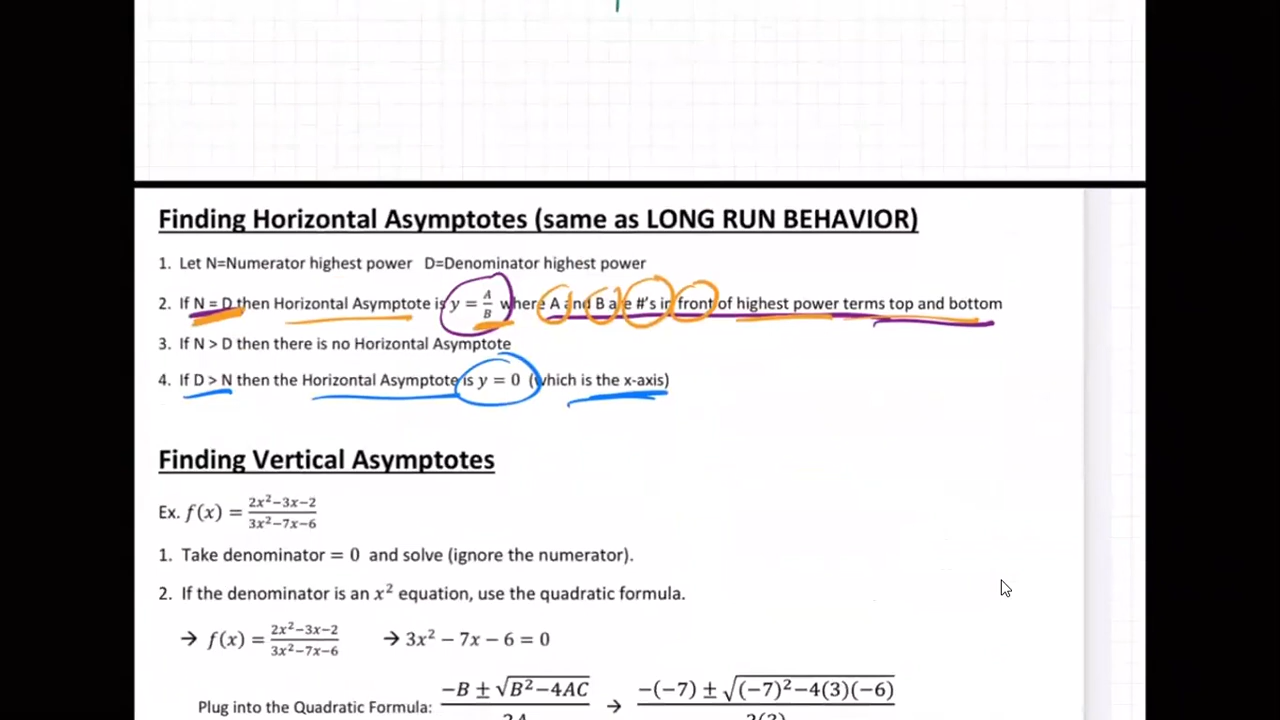 Finding Horizontal Asymptotes (same as LONG RUN BEHAVIOR)
1. Let N=Numerator highest power D=Denominator highest power
2. If N = D then Horizontal Asymptote is y = A/B where A and B are #'s in front of highest power terms top and bottom
3. If N > D then there is no Horizontal Asymptote
4. If D > N then the Horizontal Asymptote is y = 0 (which is the x-axis)
Finding Vertical Asymptotes
Ex. f(x) = (2x²−3x−2)/(3x²−7x−6)
1. Take denominator = 0 and solve (ignore the numerator).
2. If the denominator is an x² equation, use the quadratic formula.
→ f(x) = (2x²−3x−2)/(3x²−7x−6) → 3x² − 7x − 6 = 0
Plug into the Quadratic Formula: (−B ± √(B²−4AC))/2A → (−(−7) ± √((−7)²−4(3)(−6)))/2(3)